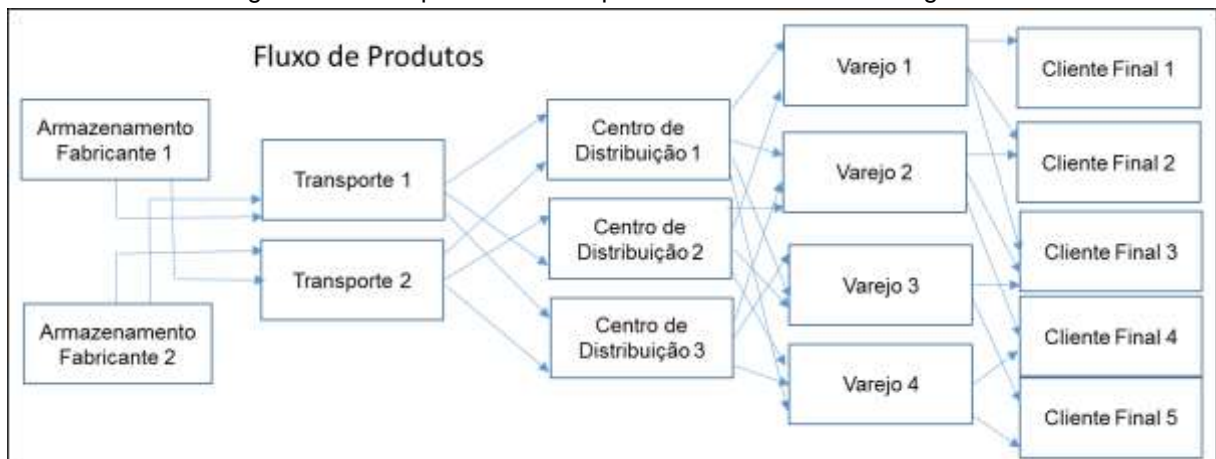 Fluxo de Produtos
Armazenamento
Fabricante 1
Armazenamento
Fabricante 2
Transporte 1
Transporte 2
Centro de
Distribuição 1
Centro de
Distribuição 2
Centro de
Distribuição 3
Varejo 1
Varejo 2
Varejo 3
Varejo 4
Cliente Final 1
Cliente Final 2
Cliente Final 3
Cliente Final 4
Cliente Final 5